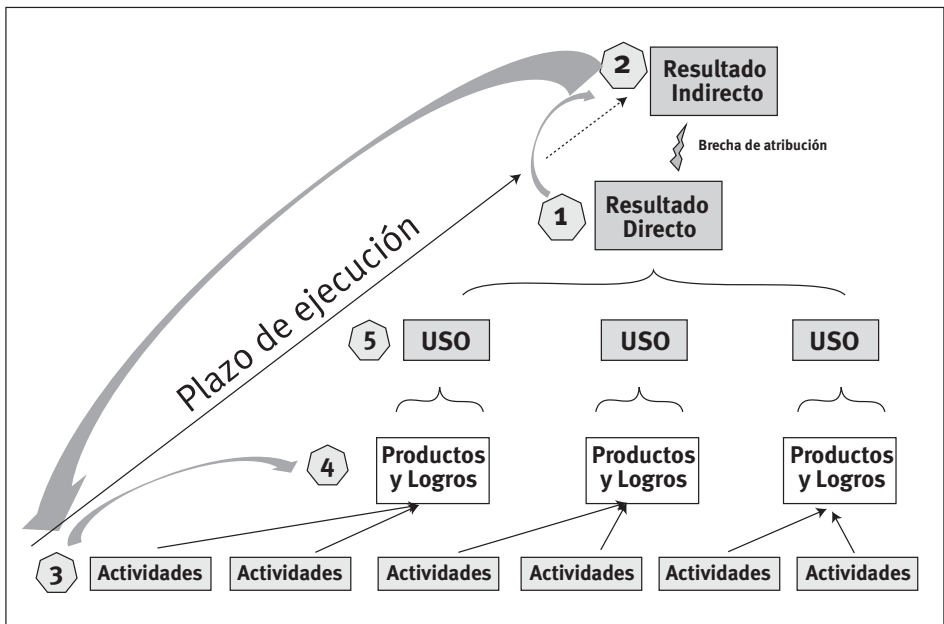 2
Resultado
Indirecto
Brecha de atribución
1
Resultado
Directo
Plazo de ejecución
5
USO
USO
USO
4
Productos
y Logros
Productos
y Logros
Productos
y Logros
3
Actividades
Actividades
Actividades
Actividades
Actividades
Actividades